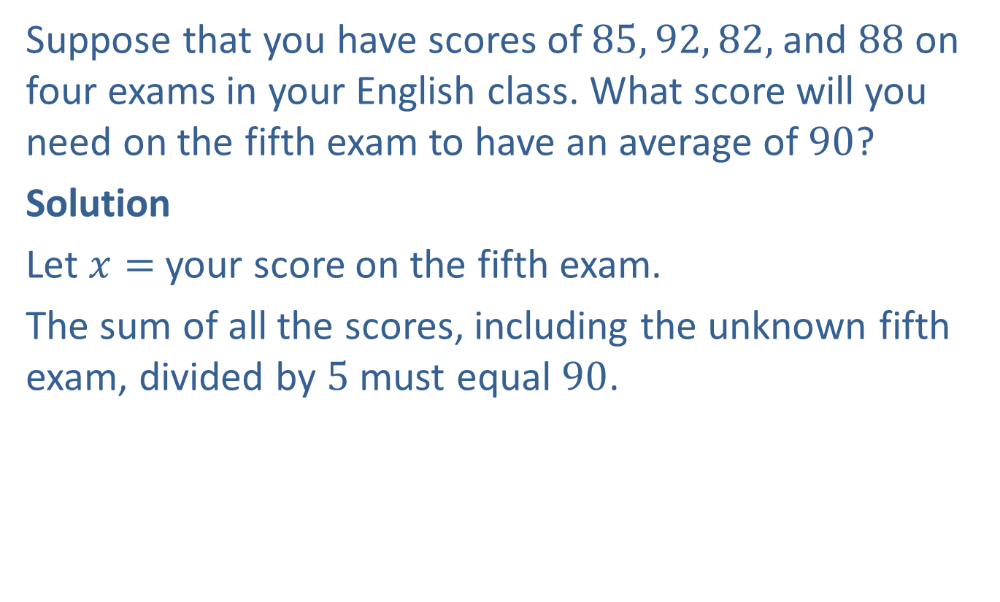 Suppose that you have scores of 85, 92, 82, and 88 on
four exams in your English class. What score will you
need on the fifth exam to have an average of 90?
Solution
Let x = your score on the fifth exam.
The sum of all the scores, including the unknown fifth
exam, divided by 5 must equal 90.